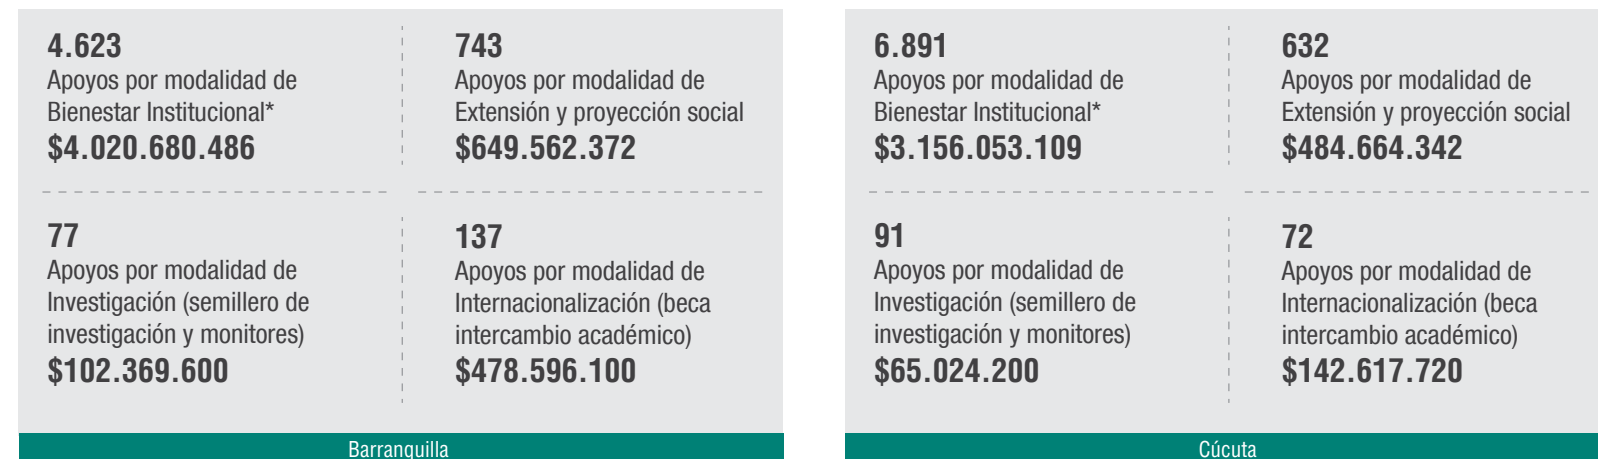 4.623
Apoyos por modalidad de
Bienestar Institucional*
$4.020.680.486
743
Apoyos por modalidad de
Extensión y proyección social
$649.562.372
77
Apoyos por modalidad de
Investigación (semillero de
investigación y monitores)
$102.369.600
137
Apoyos por modalidad de
Internacionalización (beca
intercambio académico)
$478.596.100
Barranquilla
6.891
Apoyos por modalidad de
Bienestar Institucional*
$3.156.053.109
632
Apoyos por modalidad de
Extensión y proyección social
$484.664.342
91
Apoyos por modalidad de
Investigación (semillero de
investigación y monitores)
$65.024.200
72
Apoyos por modalidad de
Internacionalización (beca
intercambio académico)
$142.617.720
Cúcuta